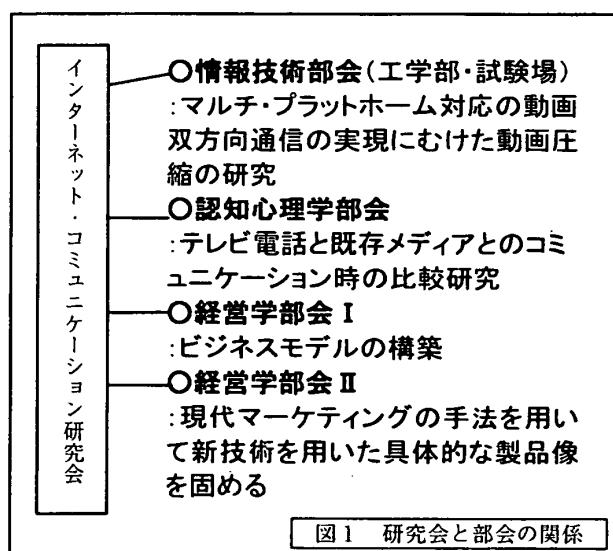 インターネット・コミュニケーション研究会
○情報技術部会(工学部・試験場)
:マルチ・プラットホーム対応の動画
双方向通信の実現にむけた動画圧
縮の研究
○認知心理学部会
:テレビ電話と既存メディアとのコミ
ュニケーション時の比較研究
○経営学部会Ⅰ
:ビジネスモデルの構築
○経営学部会Ⅱ
:現代マーケティングの手法を用い
て新技術を用いた具体的な製品像
を固める
図1 研究会と部会の関係